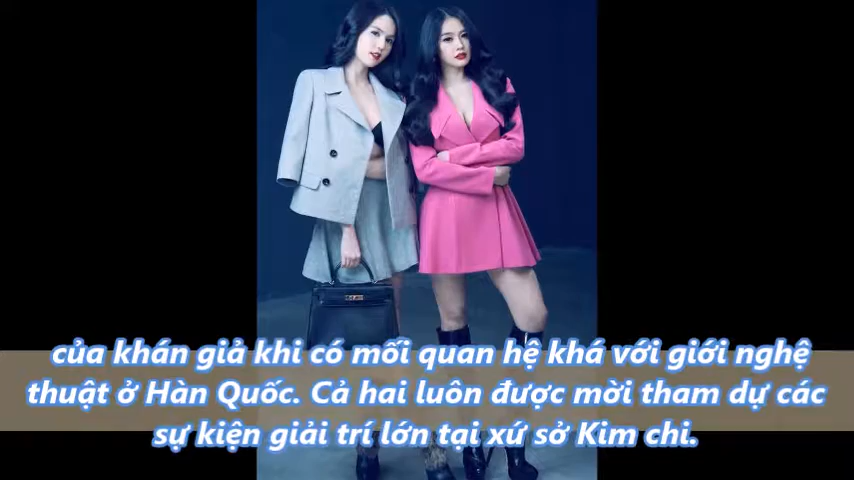 của khán giả khi có mối quan hệ khá với giới nghệ
thuật ở Hàn Quốc. Cả hai luôn được mời tham dự các
sự kiện giải trí lớn tại xứ sở Kim chi.